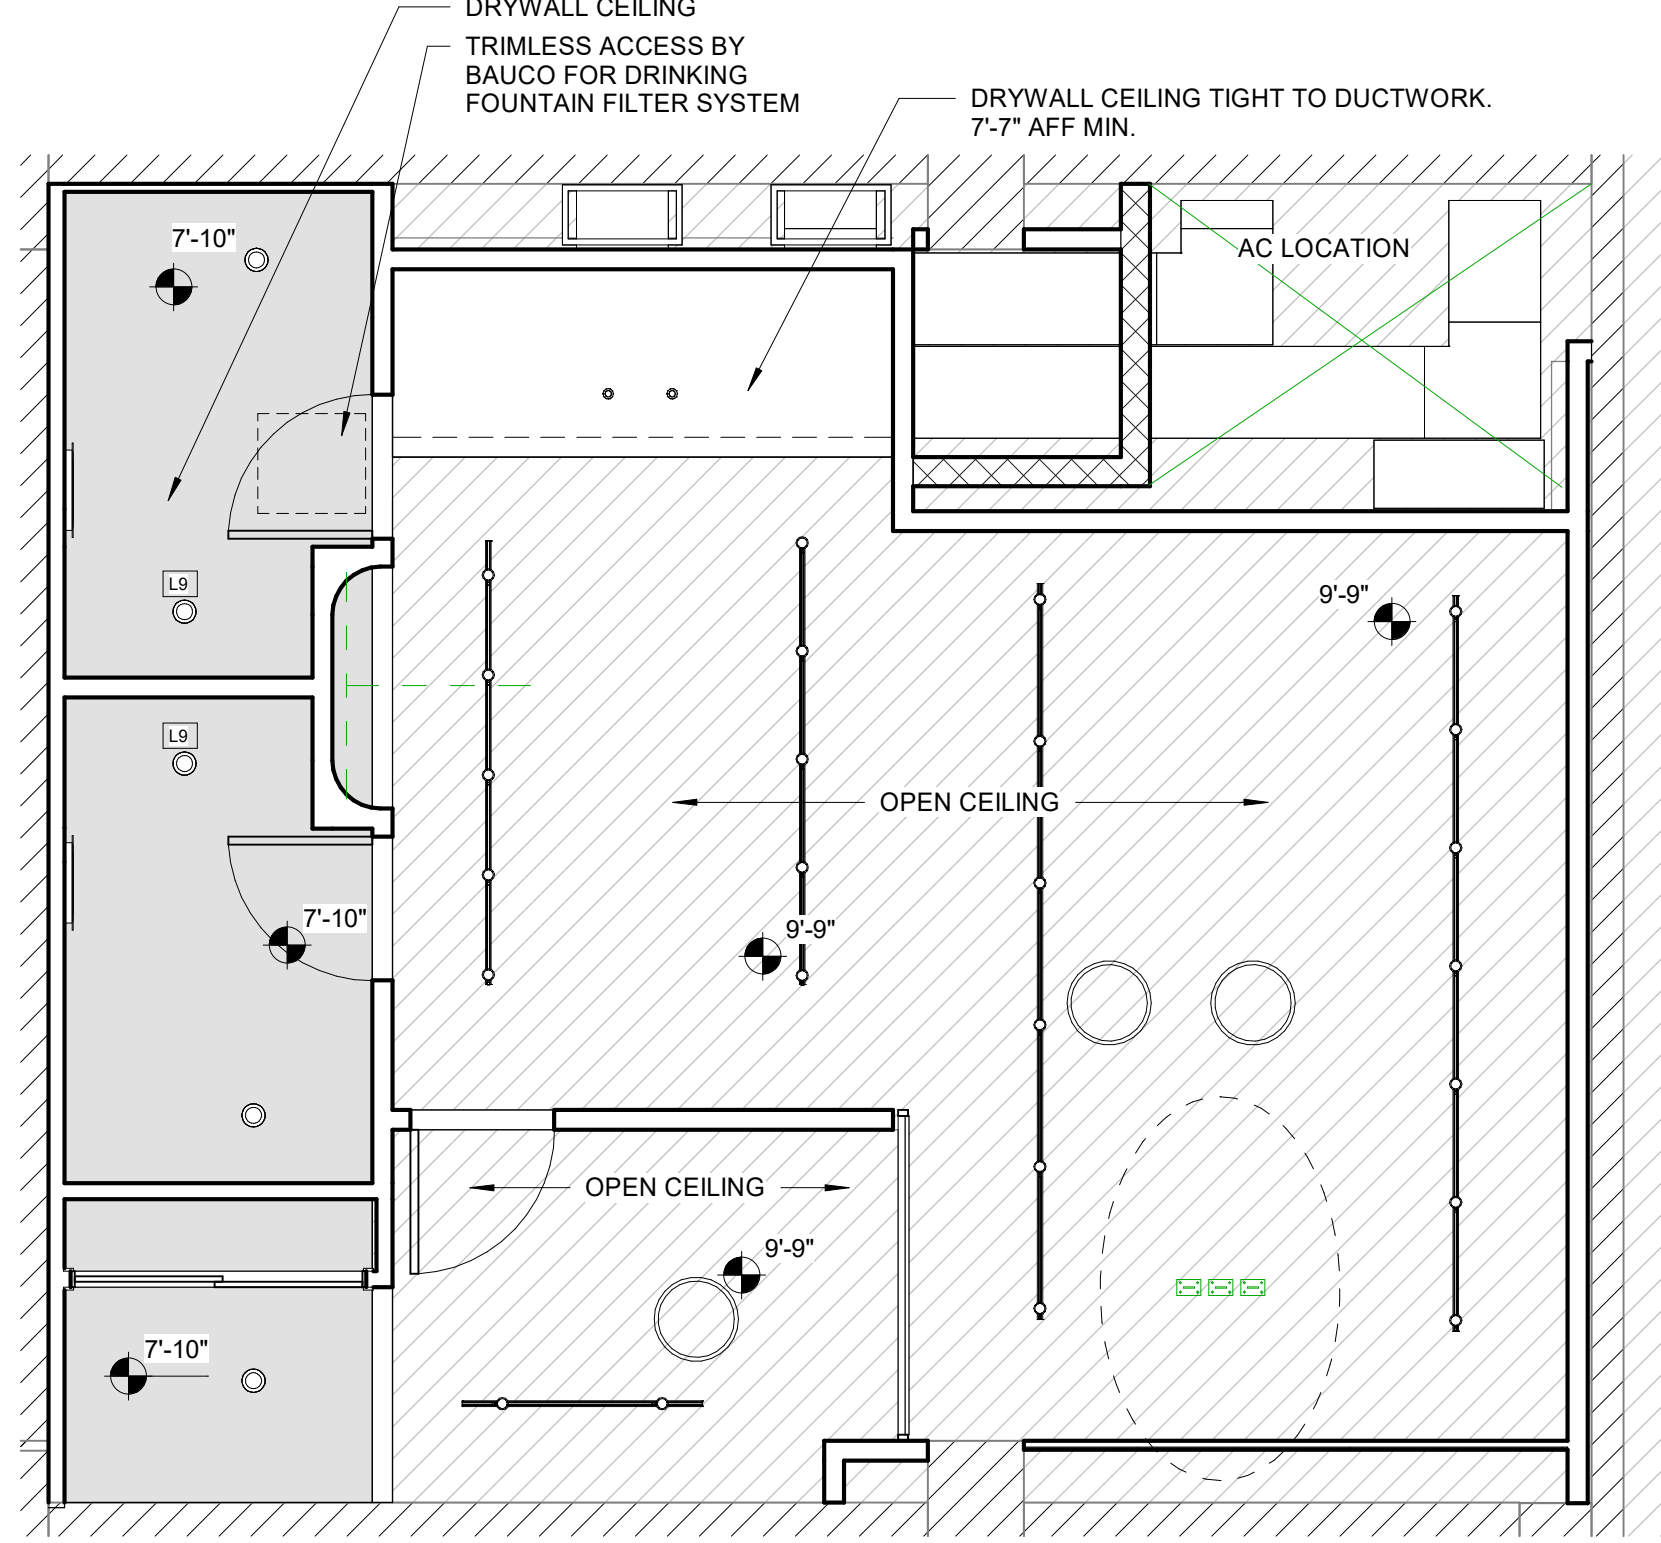 DRYWALL CEILING
TRIMLESS ACCESS BY
BAUCO FOR DRINKING
FOUNTAIN FILTER SYSTEM
DRYWALL CEILING TIGHT TO DUCTWORK.
7'-7" AFF MIN.
7'-10"
AC LOCATION
L9
9'-9"
L9
OPEN CEILING
7'-10"
9'-9"
OPEN CEILING
9'-9"
7'-10"